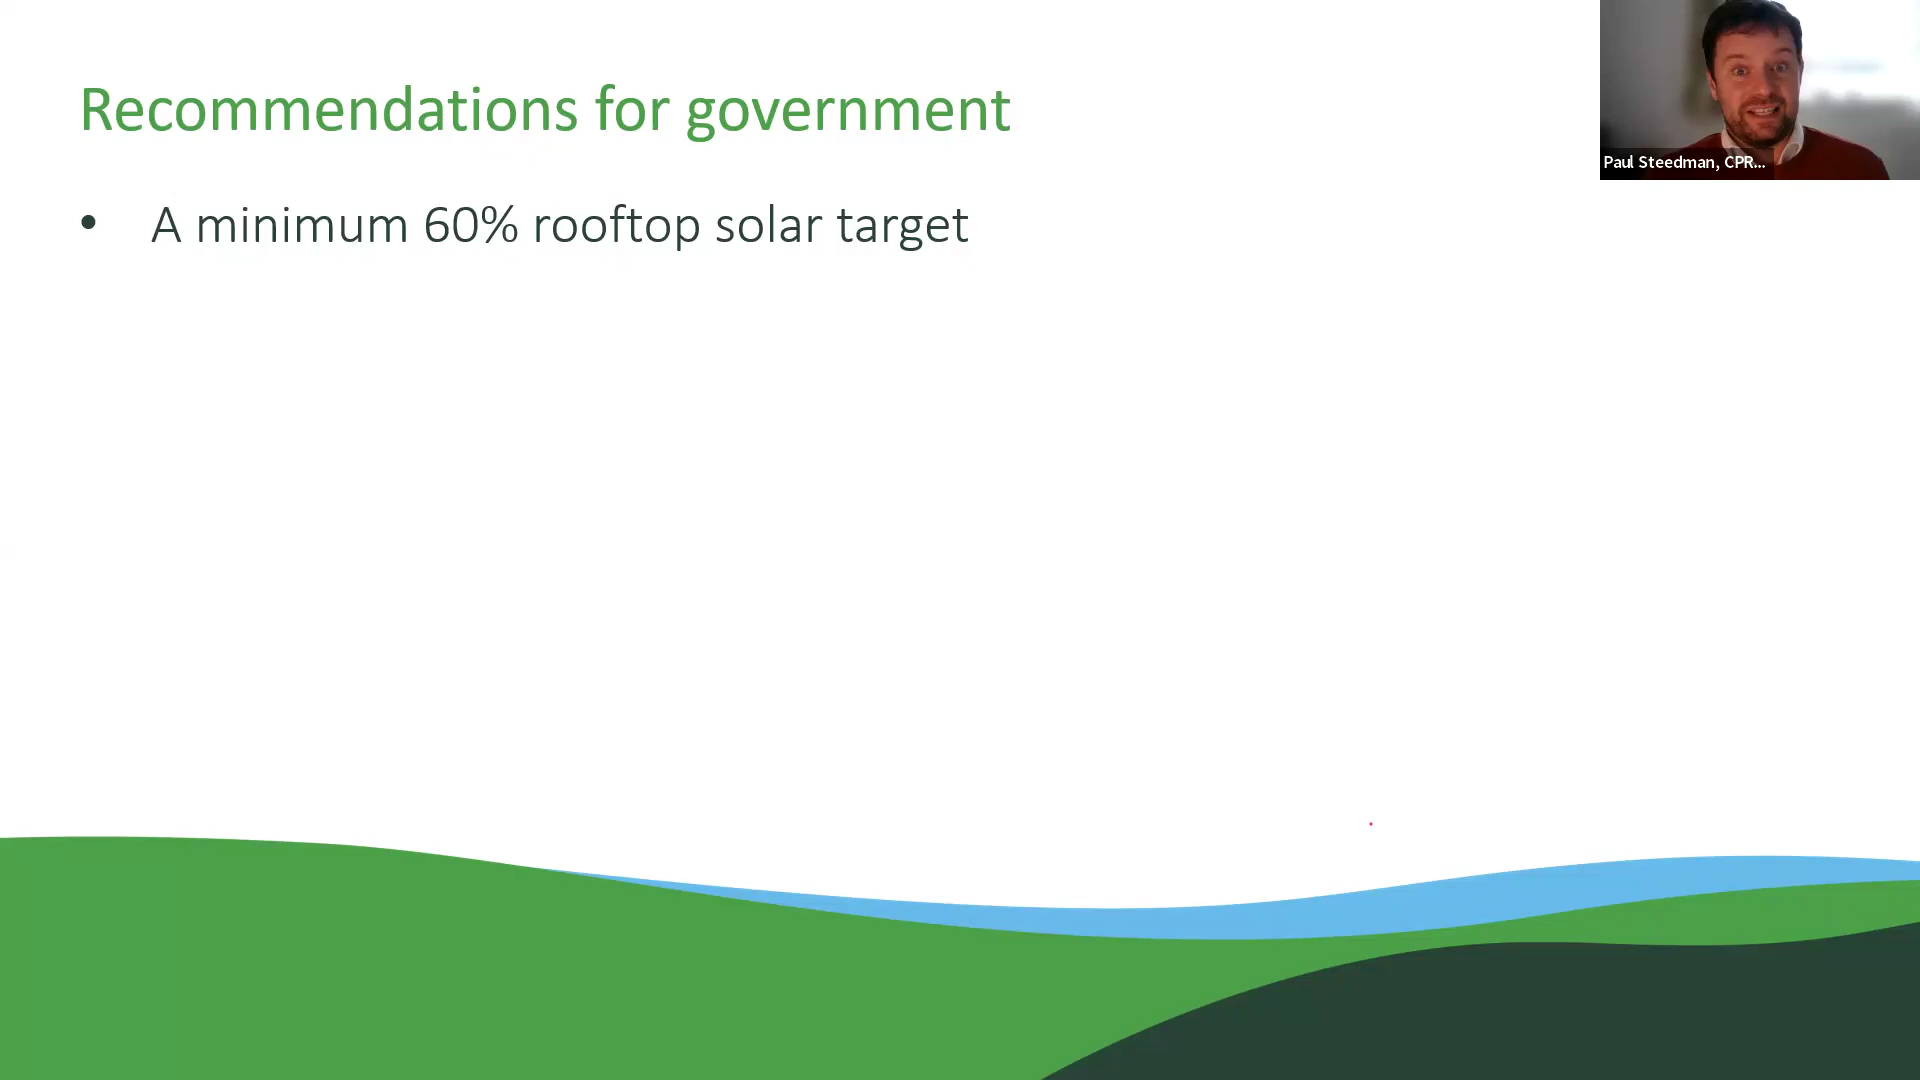 Recommendations for government
• A minimum 60% rooftop solar target
Paul Steedman, CPR...